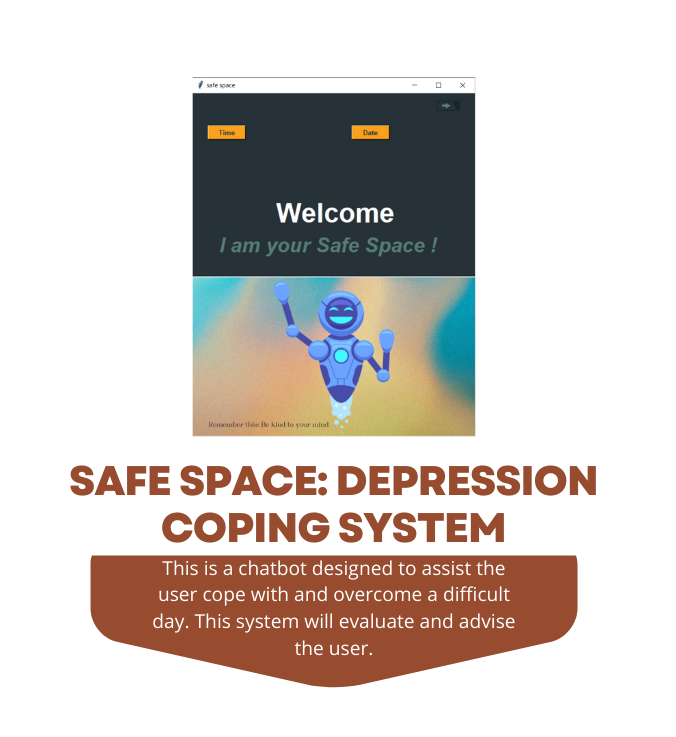 safe space
Time
Date
Welcome
I am your Safe Space !
Remember this: Be kind to your mind
SAFE SPACE: DEPRESSION
COPING SYSTEM
This is a chatbot designed to assist the
user cope with and overcome a difficult
day. This system will evaluate and advise
the user.